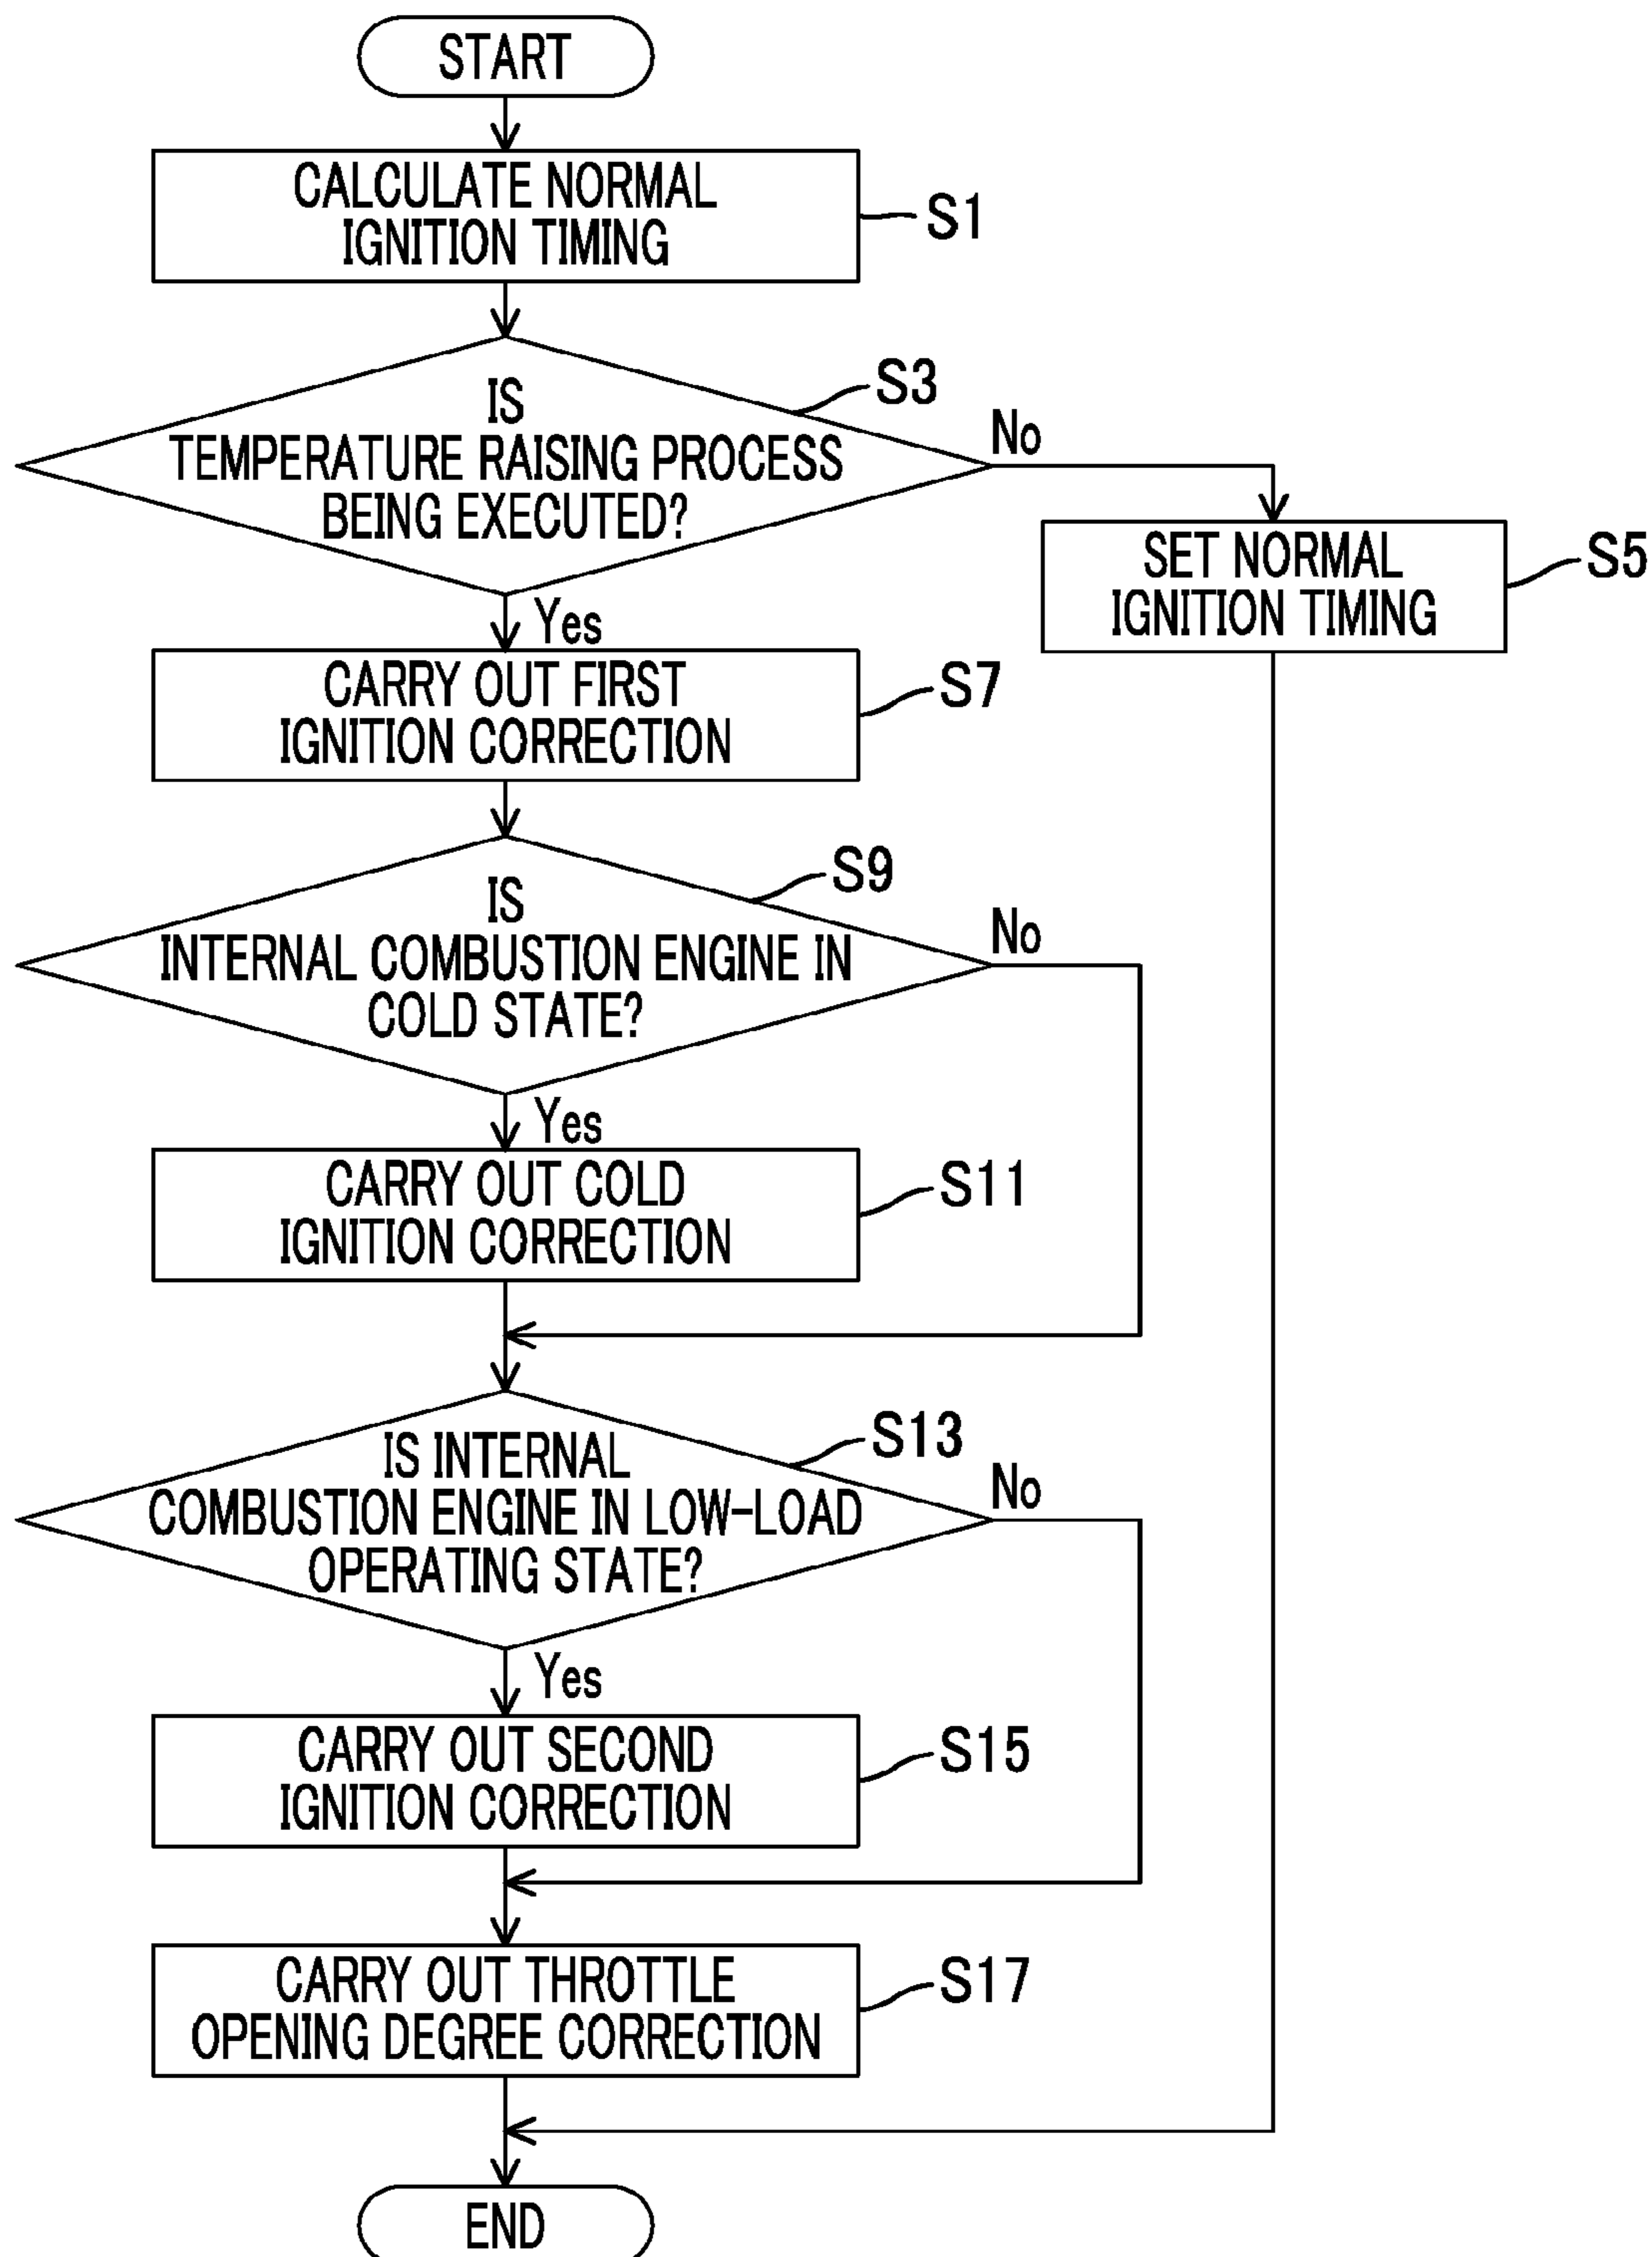 START
CALCULATE NORMAL
IGNITION TIMING
S1
IS
TEMPERATURE RAISING PROCESS
BEING EXECUTED?
S3
No
SET NORMAL
IGNITION TIMING
S5
Yes
CARRY OUT FIRST
IGNITION CORRECTION
S7
IS
INTERNAL COMBUSTION ENGINE IN
COLD STATE?
S9
No
Yes
CARRY OUT COLD
IGNITION CORRECTION
S11
IS INTERNAL
COMBUSTION ENGINE IN LOW-LOAD
OPERATING STATE?
S13
No
Yes
CARRY OUT SECOND
IGNITION CORRECTION
S15
CARRY OUT THROTTLE
OPENING DEGREE CORRECTION
S17
END